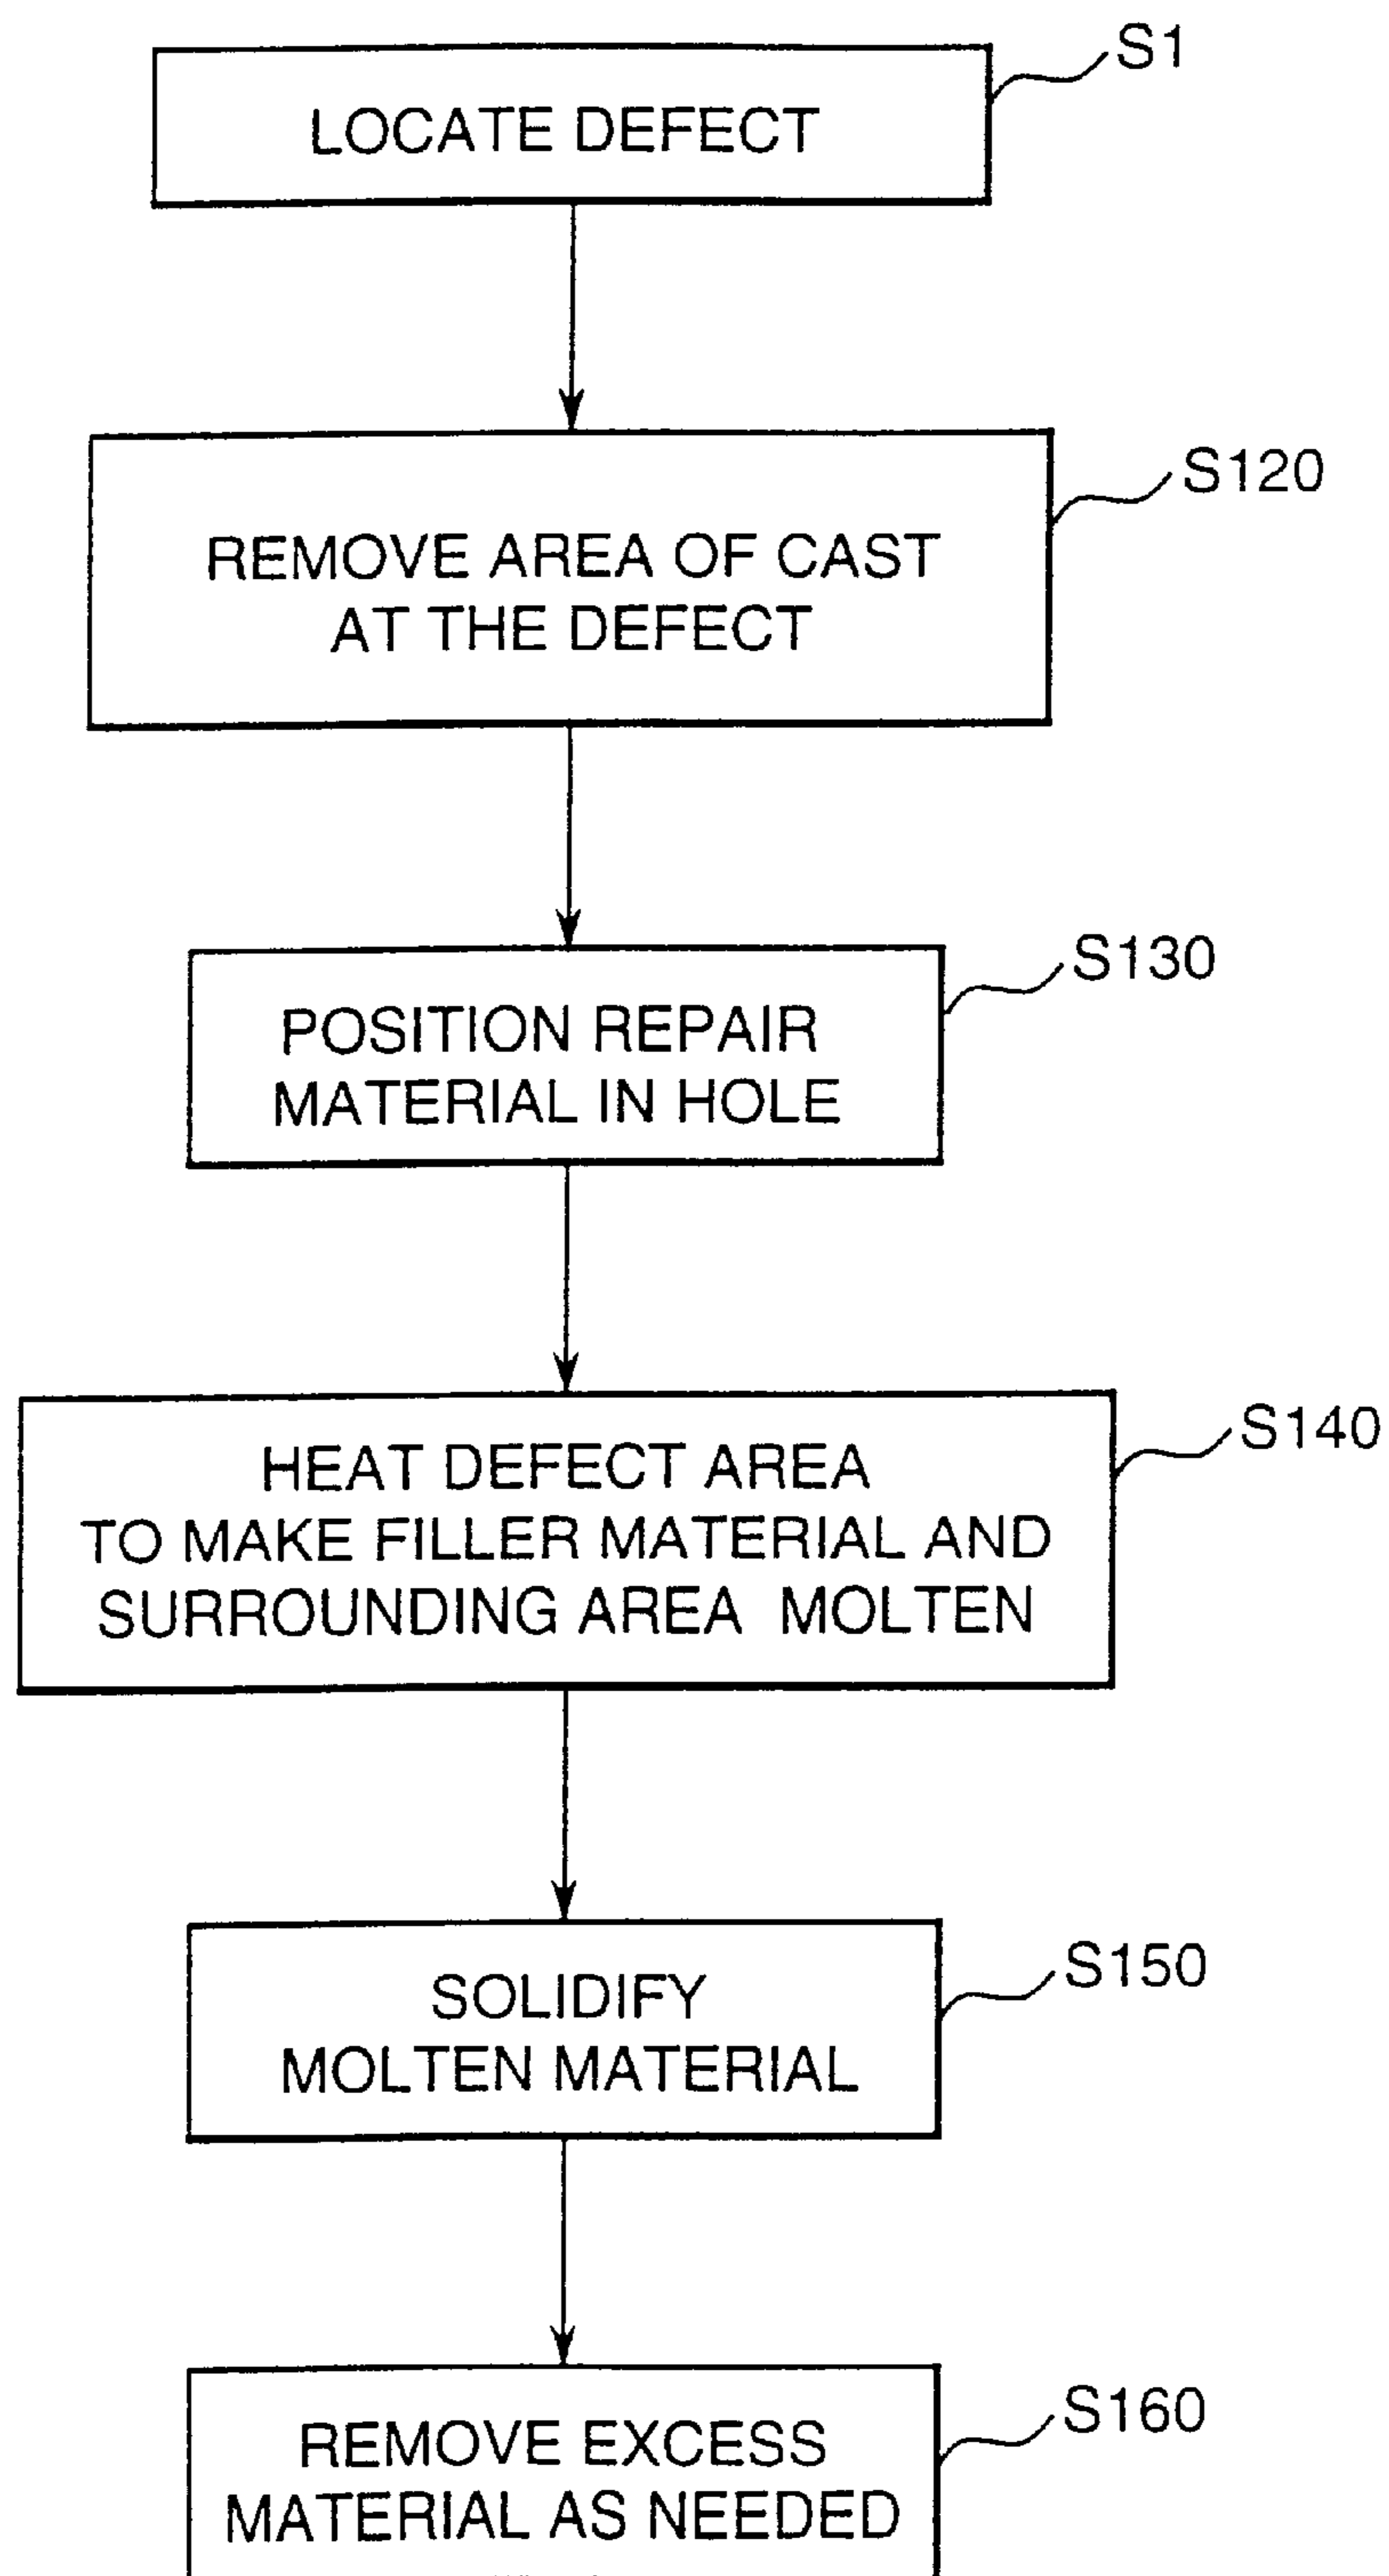 S1
LOCATE DEFECT
S120
REMOVE AREA OF CAST
AT THE DEFECT
S130
POSITION REPAIR
MATERIAL IN HOLE
S140
HEAT DEFECT AREA
TO MAKE FILLER MATERIAL AND
SURROUNDING AREA MOLTEN
S150
SOLIDIFY
MOLTEN MATERIAL
S160
REMOVE EXCESS
MATERIAL AS NEEDED